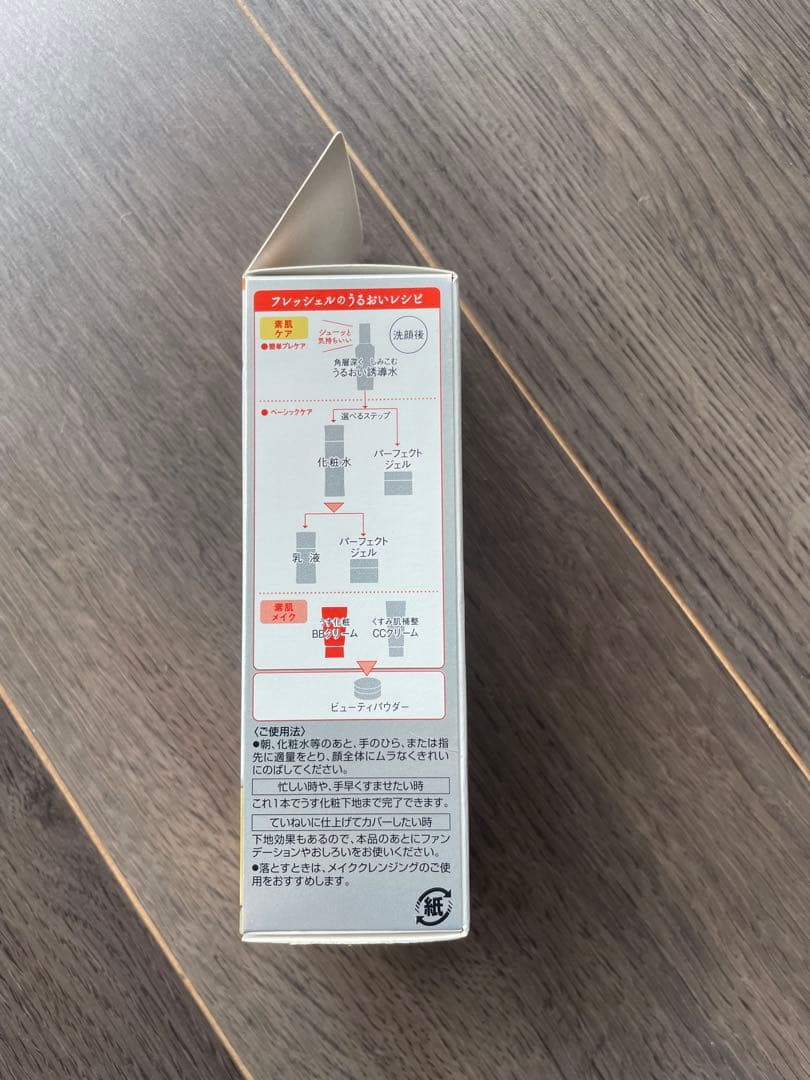 フレッシェルのうるおいレシピ
素肌
ケア
●簡単プレケア
シューッと
気持ちいい
洗顔後
角層深くしみこむ
うるおい誘導水
●ベーシックケア
選べるステップ
化粧水
パーフェクト
ジェル
乳液
パーフェクト
ジェル
素肌
メイク
うす化粧
BBクリーム
くすみ肌補整
CCクリーム
ビューティパウダー
〈ご使用法〉
●朝、化粧水等のあと、手のひら、または指
先に適量をとり、顔全体にムラなくきれ
いにのばしてください。
忙しい時や、手早くすませたい時
これ1本でうす化粧下地まで完了できます。
ていねいに仕上げてカバーしたい時
下地効果もあるので、本品のあとにファン
デーションやおしろいをお使いください。
●落とすときは、メイククレンジングのご使
用をおすすめします。
紙